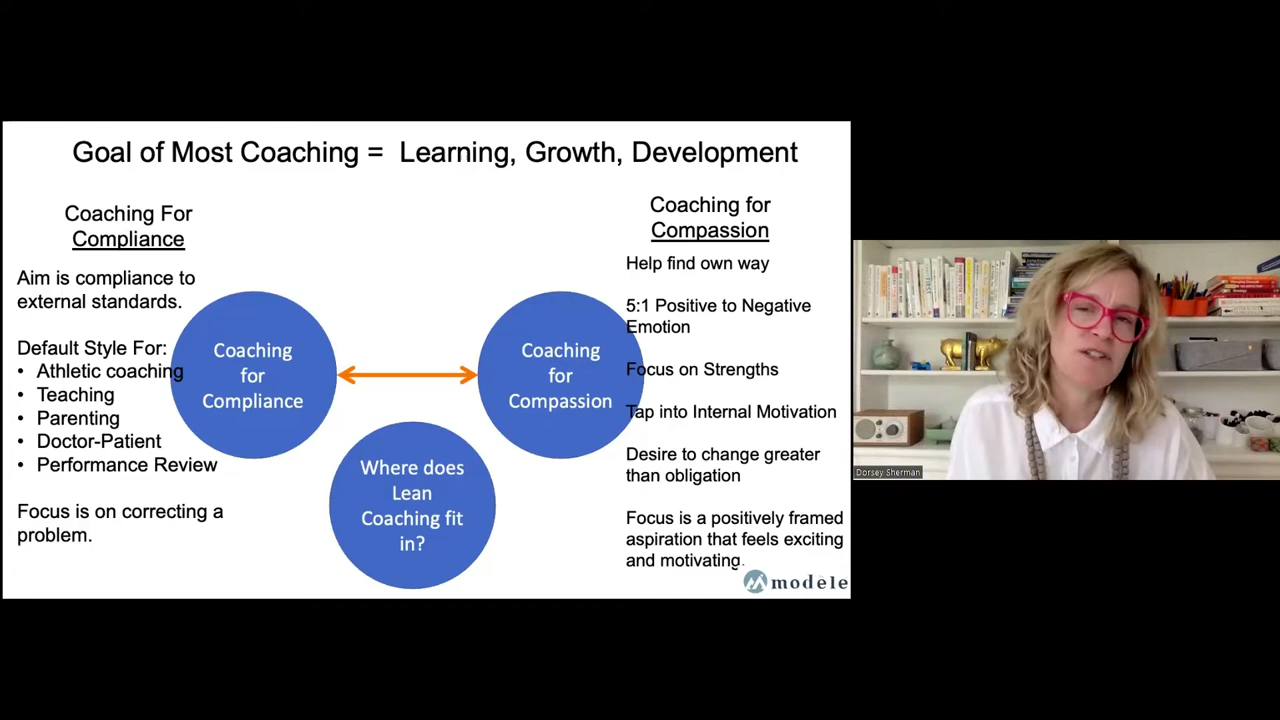 Goal of Most Coaching = Learning, Growth, Development
Coaching For
Compliance
Aim is compliance to
external standards.
Default Style For:
• Athletic coaching
• Teaching
• Parenting
• Doctor-Patient
• Performance Review
Focus is on correcting a
problem.
Coaching
for
Compliance
Where does
Lean
Coaching fit
in?
Coaching
for
Compassion
Coaching for
Compassion
Help find own way
5:1 Positive to Negative
Emotion
Focus on Strengths
Tap into Internal Motivation
Desire to change greater
than obligation
Focus is a positively framed
aspiration that feels exciting
and motivating.
modèle
Dorsey Sherman